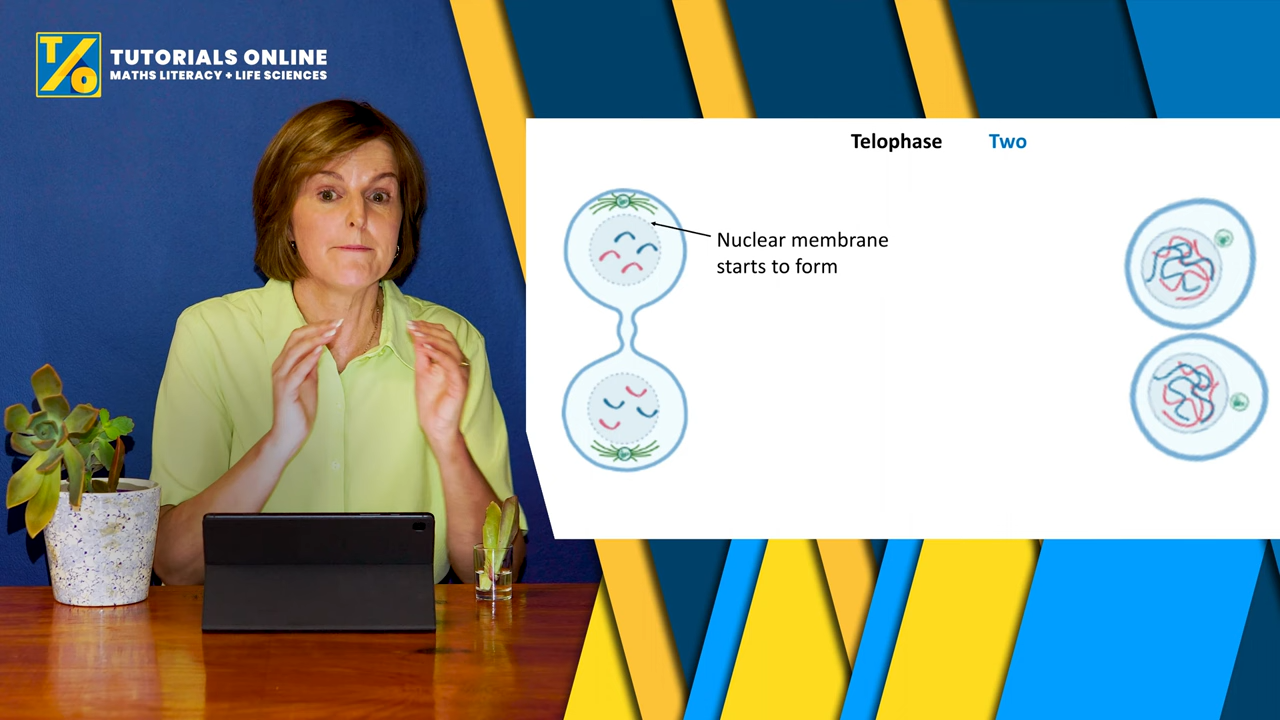 TUTORIALS ONLINE
MATHS LITERACY + LIFE SCIENCES
Telophase Two
Nuclear membrane
starts to form